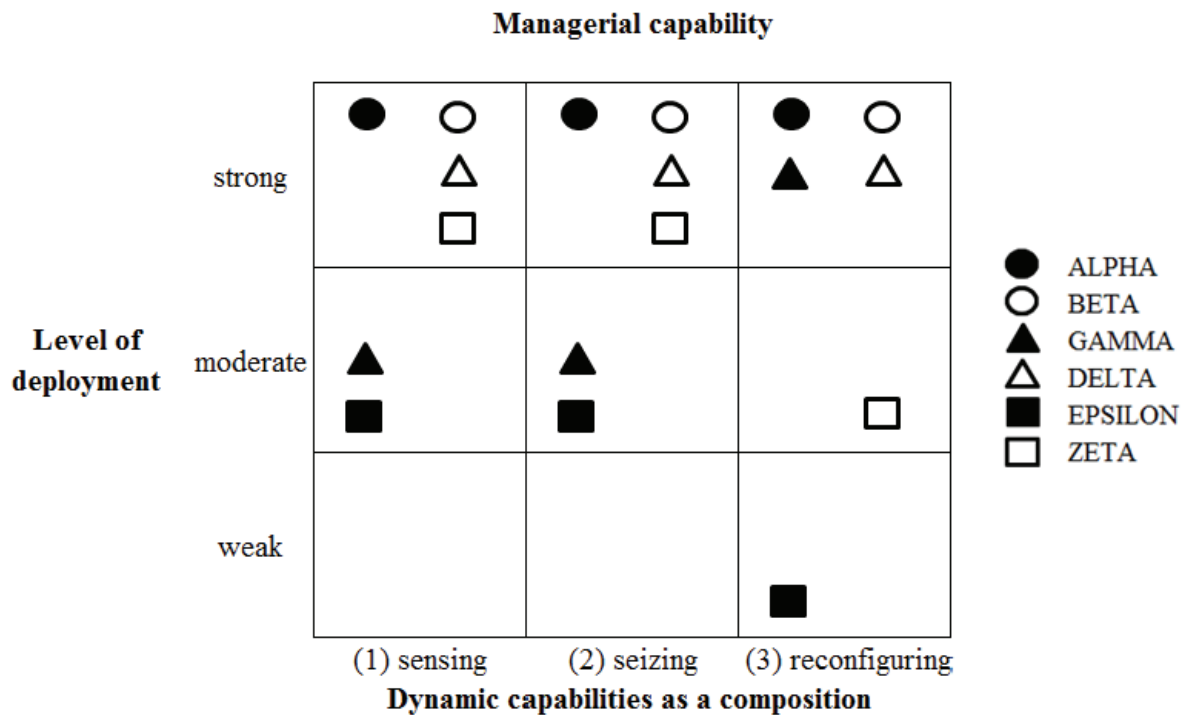 Managerial capability
strong
Level of
deployment
moderate
weak
(1) sensing
(2) seizing
(3) reconfiguring
Dynamic capabilities as a composition
ALPHA
BETA
GAMMA
DELTA
EPSILON
ZETA